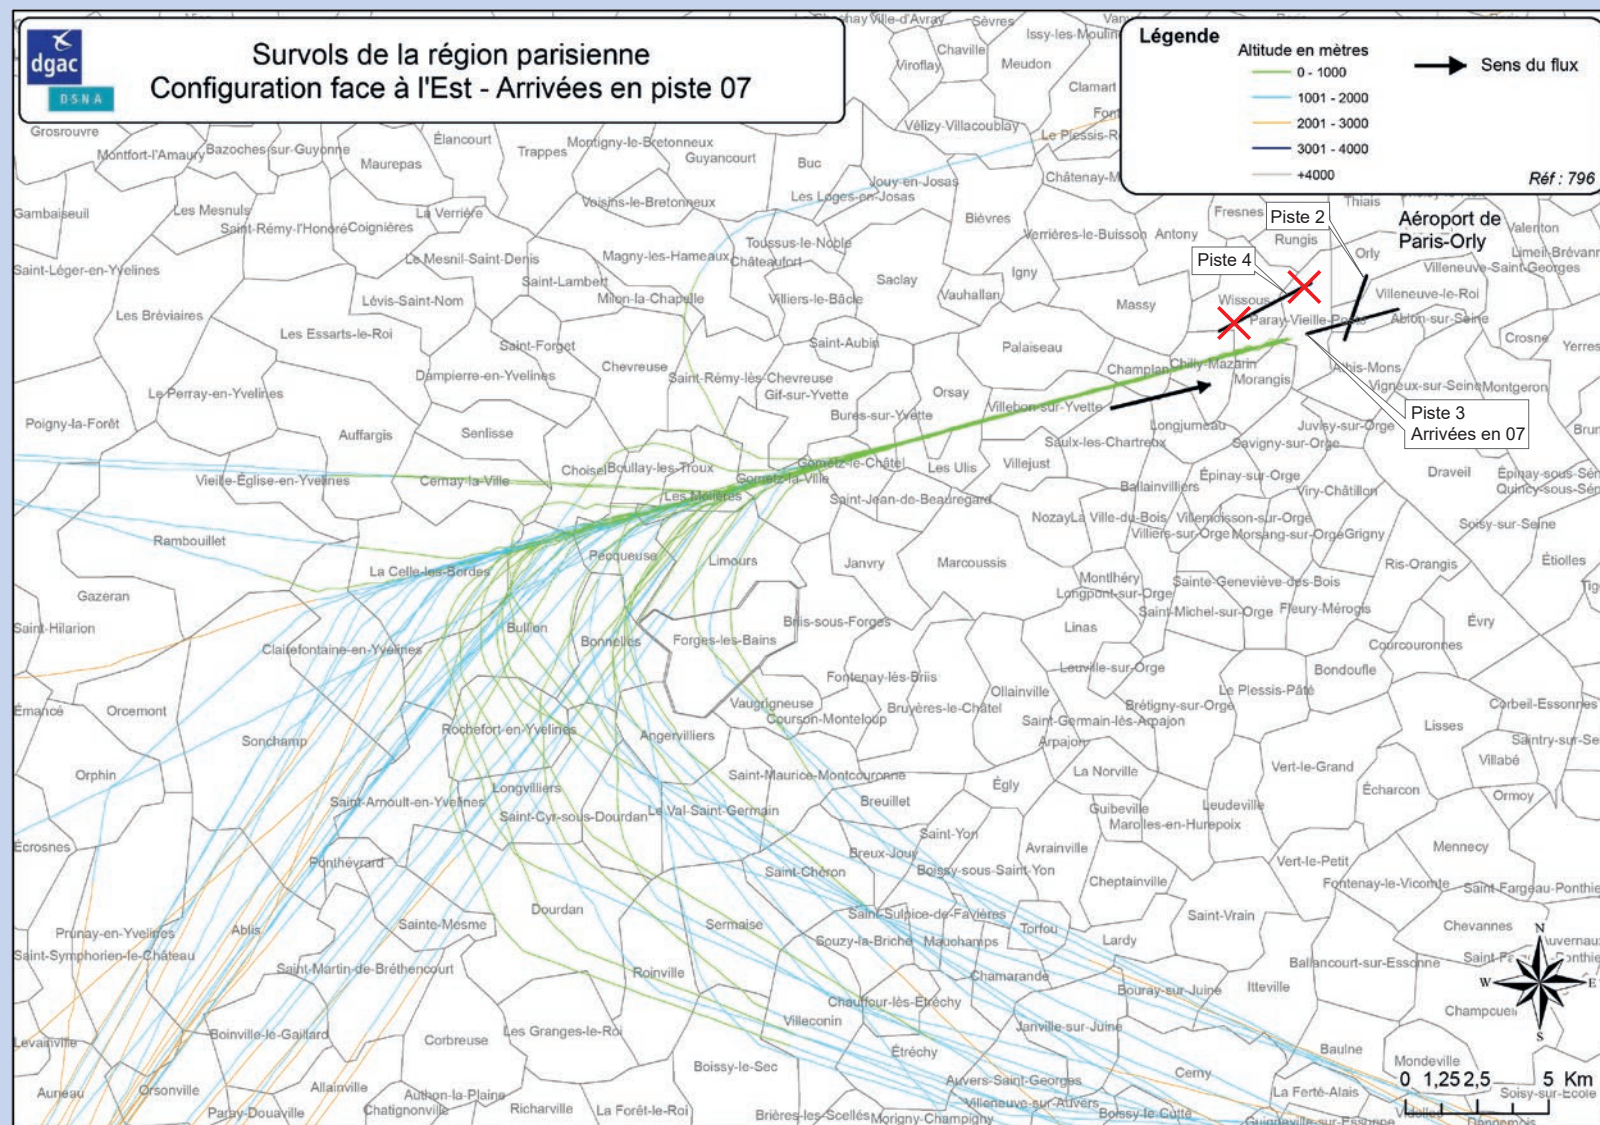 dgac
DSNA
Survols de la région parisienne
Configuration face à l'Est - Arrivées en piste 07
Légende
Altitude en mètres
0 - 1000
1001 - 2000
2001 - 3000
3001 - 4000
+4000
Sens du flux
Réf : 796
Ville-d'Avray
Sèvres
Issy-les-Moulin
Chaville
Viroflay
Meudon
Clamart
Vélizy-Villacoublay
Le Plessis-R
Grosrouvre
Montfort-l'Amaury
Bazoches-sur-Guyonne
Élancourt
Maurepas
Trappes
Montigny-le-Bretonneux
Guyancourt
Buc
Jouy-en-Josas
Les Loges-en-Josas
Châtenay-M
Gambaiseuil
Les Mesnuls
La Verrière
Saint-Rémy-l'Honoré
Coignières
Voisins-le-Bretonneux
Bièvres
Verrières-le-Buisson
Antony
Fresnes
Piste 2
Rungis
Thiais
Aéroport de
Paris-Orly
Valenton
Limeil-Brévann
Orly
Villeneuve-Saint-Georges
Toussus-le-Noble
Magny-les-Hameaux
Châteaufort
Le Mesnil-Saint-Denis
Saint-Léger-en-Yvelines
Saint-Lambert
Milon-la-Chapelle
Lévis-Saint-Nom
Villiers-le-Bâcle
Saclay
Igny
Vauhallan
Massy
Piste 4
Wissous
Paray-Vieille-Poste
Villeneuve-le-Roi
Ablon-sur-Seine
Crosne
Yerres
Les Bréviaires
Les Essarts-le-Roi
Saint-Forget
Saint-Aubin
Palaiseau
Chevreuse
Dampierre-en-Yvelines
Saint-Rémy-lès-Chevreuse
Gif-sur-Yvette
Orsay
Champlan
Chilly-Mazarin
Morangis
Athis-Mons
Vigneux-sur-Seine
Montgeron
Le Perray-en-Yvelines
Bures-sur-Yvette
Villebon-sur-Yvette
Piste 3
Arrivées en 07
Poigny-la-Forêt
Auffargis
Senlisse
Longjumeau
Juvisy-sur-Orge
Saulx-les-Chartreux
Savigny-sur-Orge
Brun
Choisel
Boullay-les-Troux
Gometz-le-Châtel
Les Ulis
Villejust
Draveil
Épinay-sous-Sén
Vieille-Église-en-Yvelines
Cernay-la-Ville
Gometz-la-Ville
Les Molières
Saint-Jean-de-Beauregard
Épinay-sur-Orge
Ballainvilliers
Viry-Châtillon
Quincy-sous-Sén
Nozay
La Ville-du-Bois
Villemoisson-sur-Orge
Villiers-sur-Orge
Morsang-sur-Orge
Grigny
Soisy-sur-Seine
Rambouillet
Pecqueuse
Limours
Janvry
Marcoussis
Ris-Orangis
Étiolles
La Celle-les-Bordes
Montlhéry
Longpont-sur-Orge
Sainte-Geneviève-des-Bois
Tig
Gazeran
Saint-Michel-sur-Orge
Fleury-Mérogis
Saint-Hilarion
Bullion
Bonnelles
Forges-les-Bains
Briis-sous-Forges
Linas
Évry
Clairefontaine-en-Yvelines
Courcouronnes
Leuville-sur-Orge
Bondoufle
Fontenay-lès-Briis
Ollainville
Le Plessis-Pâté
Émancé
Orcemont
Vaugrigneuse
Courson-Monteloup
Bruyères-le-Châtel
Brétigny-sur-Orge
Corbeil-Essonnes
Saint-Germain-lès-Arpajon
Arpajon
Lisses
Saintry-sur-Se
Rochefort-en-Yvelines
Angervilliers
Sonchamp
Orphin
Saint-Maurice-Montcouronne
La Norville
Vert-le-Grand
Villabé
Longvilliers
Égly
Écharcon
Ormoy
Saint-Arnoult-en-Yvelines
Saint-Cyr-sous-Dourdan
Le Val-Saint-Germain
Breuillet
Guibeville
Leudeville
Marolles-en-Hurepoix
Écrosnes
Saint-Yon
Avrainville
Mennecy
Ponthévrard
Breux-Jouy
Saint-Chéron
Boissy-sous-Saint-Yon
Cheptainville
Vert-le-Petit
Fontenay-le-Vicomte
Saint-Fargeau-Ponthie
Dourdan
Sermaise
Saint-Sulpice-de-Favières
Saint-Vrain
Chevannes
Prunay-en-Yvelines
Ablis
Sainte-Mesme
Souzy-la-Briche
Mauchamps
Torfou
Lardy
N
Auvernaux
Saint-Symphorien-le-Château
Saint-Martin-de-Bréthencourt
Roinville
Chamarande
Ballancourt-sur-Essonne
W
E
Bouray-sur-Juine
Itteville
Champcueil
Chauffour-lès-Étréchy
Villeconin
Janville-sur-Juine
S
Levainville
Boinville-le-Gaillard
Corbreuse
Les Granges-le-Roi
Étréchy
Baulne
Mondeville
Boissy-le-Sec
Cerny
Auvers-Saint-Georges
0 1,25 2,5 5 Km
Auneau
Orsonville
Allainville
Authon-la-Plaine
La Ferté-Alais
Soisy-sur-École
Paray-Douaville
Chatignonville
Richarville
La Forêt-le-Roi
Brières-les-Scellés
Morigny-Champigny
Villeneuve-sur-Auvers
Boissy-le-Cutté
Guigneville-sur-Essonne
Videlles
Dannemois